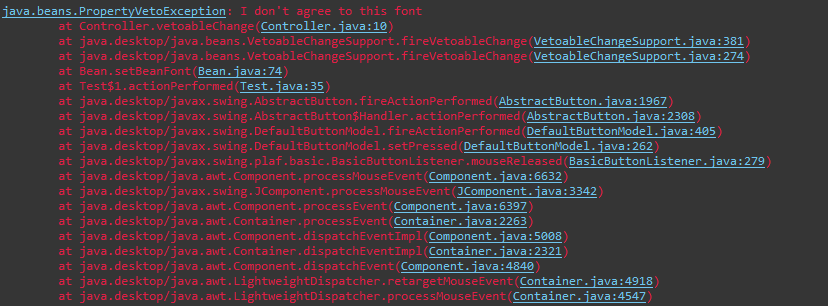 java.beans.PropertyVetoException: I don't agree to this font
at Controller.vetoableChange(Controller.java:10)
at java.desktop/java.beans.VetoableChangeSupport.fireVetoableChange(VetoableChangeSupport.java:381)
at java.desktop/java.beans.VetoableChangeSupport.fireVetoableChange(VetoableChangeSupport.java:274)
at Bean.setBeanFont(Bean.java:74)
at Test$1.actionPerformed(Test.java:35)
at java.desktop/javax.swing.AbstractButton.fireActionPerformed(AbstractButton.java:1967)
at java.desktop/javax.swing.AbstractButton$Handler.actionPerformed(AbstractButton.java:2308)
at java.desktop/javax.swing.DefaultButtonModel.fireActionPerformed(DefaultButtonModel.java:405)
at java.desktop/javax.swing.DefaultButtonModel.setPressed(DefaultButtonModel.java:262)
at java.desktop/javax.swing.plaf.basic.BasicButtonListener.mouseReleased(BasicButtonListener.java:279)
at java.desktop/java.awt.Component.processMouseEvent(Component.java:6632)
at java.desktop/javax.swing.JComponent.processMouseEvent(JComponent.java:3342)
at java.desktop/java.awt.Component.processEvent(Component.java:6397)
at java.desktop/java.awt.Container.processEvent(Container.java:2263)
at java.desktop/java.awt.Component.dispatchEventImpl(Component.java:5008)
at java.desktop/java.awt.Container.dispatchEventImpl(Container.java:2321)
at java.desktop/java.awt.Component.dispatchEvent(Component.java:4840)
at java.desktop/java.awt.LightweightDispatcher.retargetMouseEvent(Container.java:4918)
at java.desktop/java.awt.LightweightDispatcher.processMouseEvent(Container.java:4547)